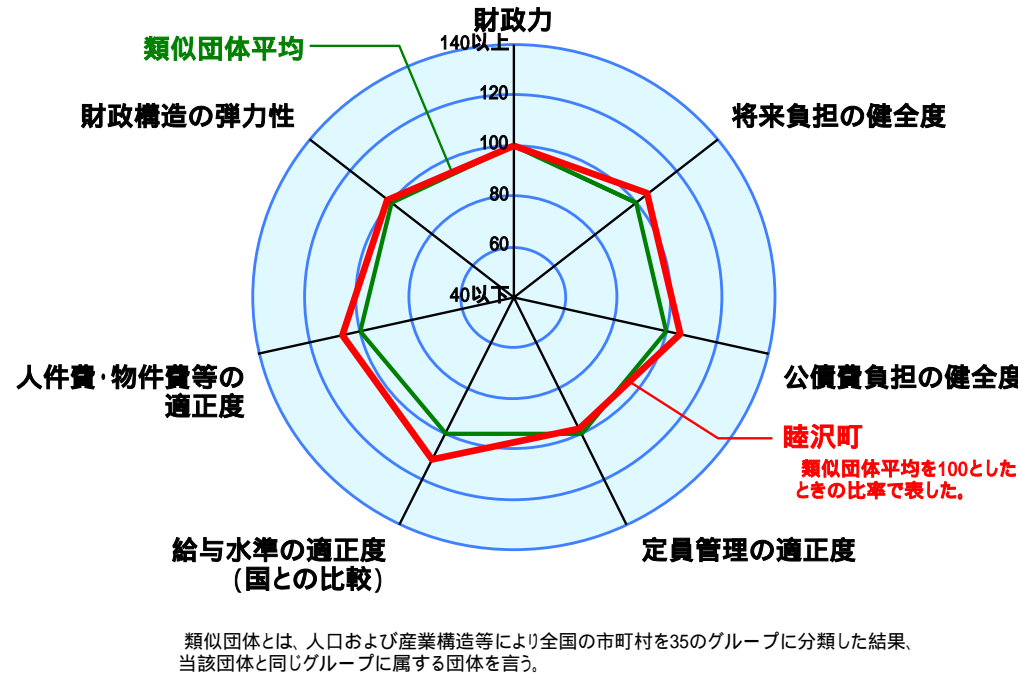 財政力
140以上
類似団体平均
120
財政構造の弾力性
将来負担の健全度
100
80
60
40以下
人件費・物件費等の
適正度
公債費負担の健全度
睦沢町
類似団体平均を100とした
ときの比率で表した。
給与水準の適正度
(国との比較)
定員管理の適正度
類似団体とは、人口および産業構造等により全国の市町村を35のグループに分類した結果、
当該団体と同じグループに属する団体を言う。